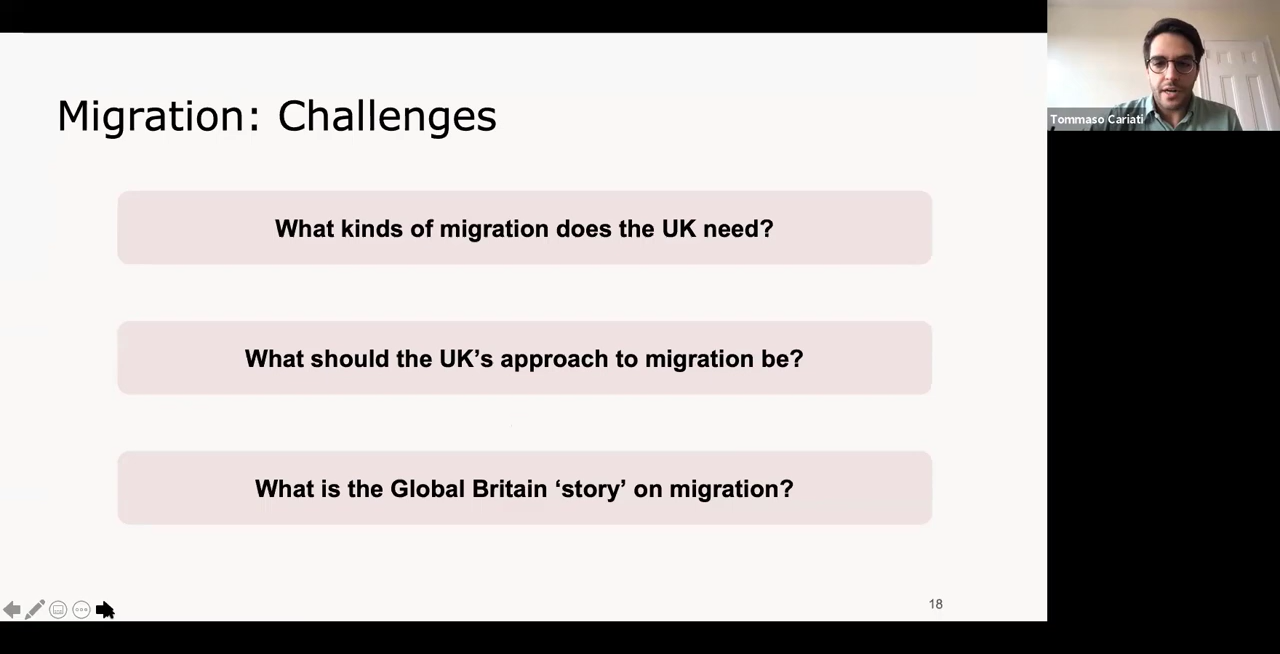 Migration: Challenges
What kinds of migration does the UK need?
What should the UK’s approach to migration be?
What is the Global Britain ‘story’ on migration?
18
Tommaso Cariati